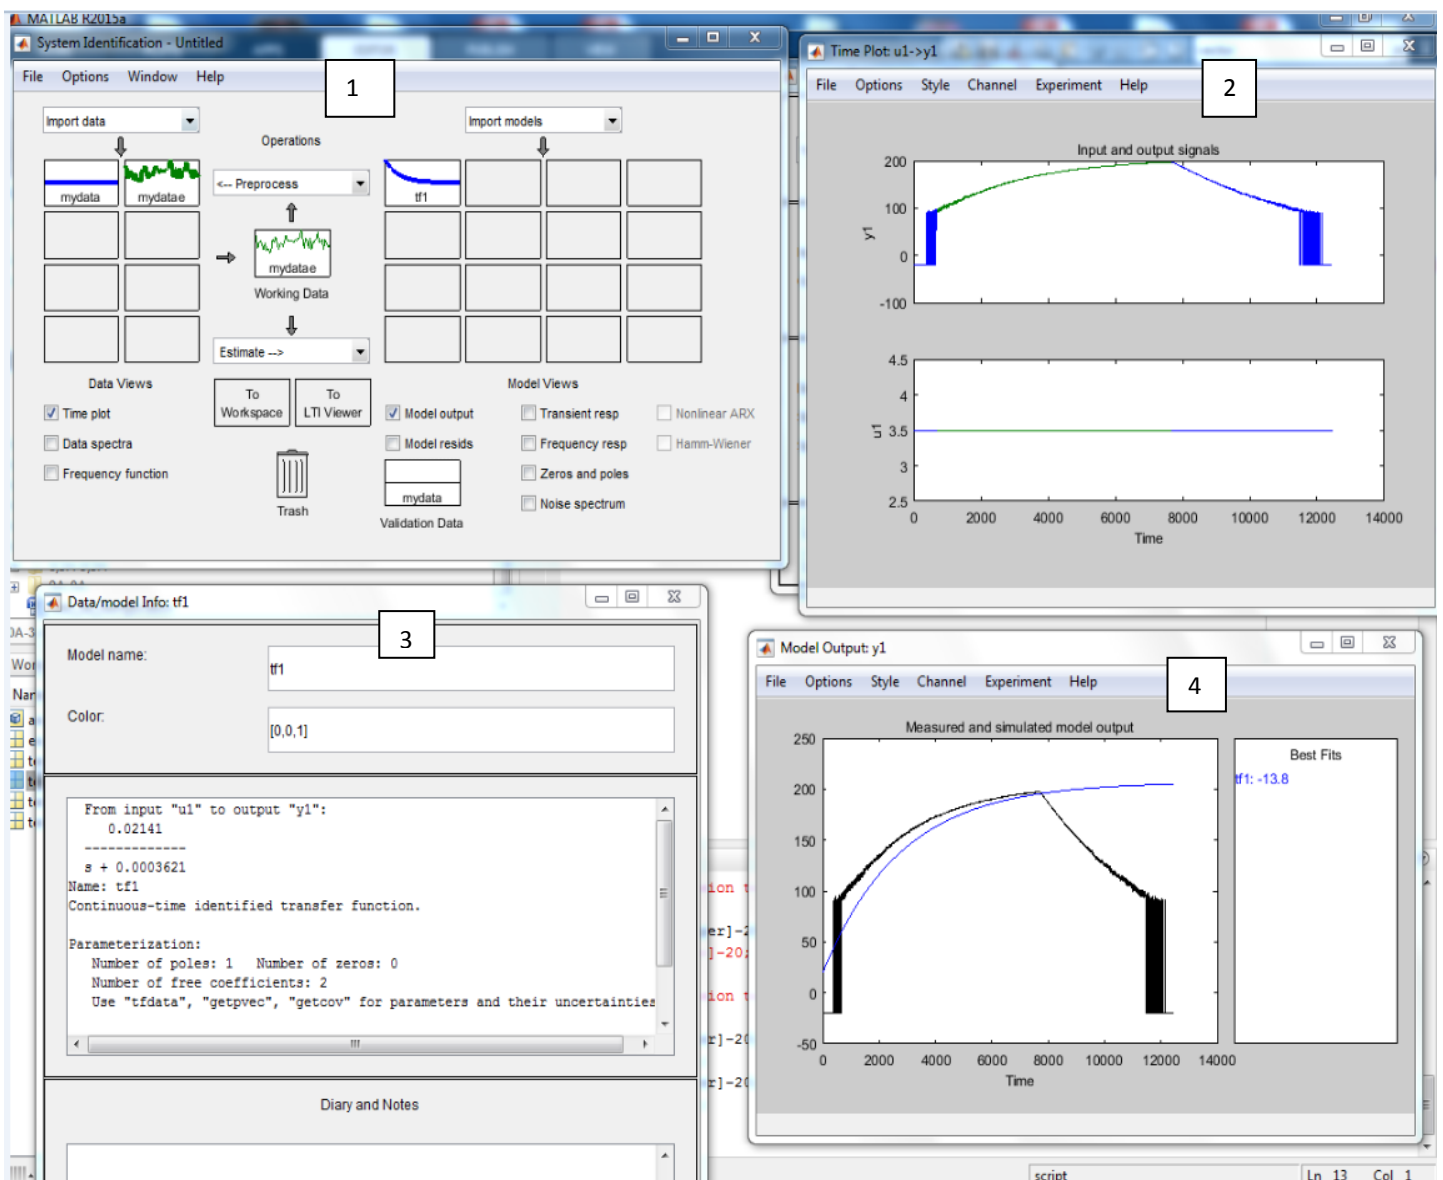 MATLAB R2015a
System Identification - Untitled
File Options Window Help
1
Import data
Operations
Import models
mydata
mydatae
<-- Preprocess
tf1
mydatae
Working Data
Estimate -->
Data Views
To Workspace
To LTI Viewer
Model Views
Time plot
Data spectra
Frequency function
Trash
Model output
Model resids
mydata
Validation Data
Transient resp
Frequency resp
Zeros and poles
Noise spectrum
Nonlinear ARX
Hamm-Wiener
Time Plot: u1->y1
File Options Style Channel Experiment Help
2
Input and output signals
200
100
0
-100
y1
4.5
4
3.5
3
2.5
u1
0 2000 4000 6000 8000 10000 12000 14000
Time
Data/model Info: tf1
3
Model name:
tf1
Color:
[0,0,1]
From input "u1" to output "y1":
0.02141
-------------
s + 0.0003621
Name: tf1
Continuous-time identified transfer function.
Parameterization:
Number of poles: 1 Number of zeros: 0
Number of free coefficients: 2
Use "tfdata", "getpvec", "getcov" for parameters and their uncertainties
Diary and Notes
Model Output: y1
File Options Style Channel Experiment Help
4
Measured and simulated model output
250
200
150
100
50
0
-50
0 2000 4000 6000 8000 10000 12000 14000
Time
Best Fits
tf1: -13.8
script
Ln 13 Col 1